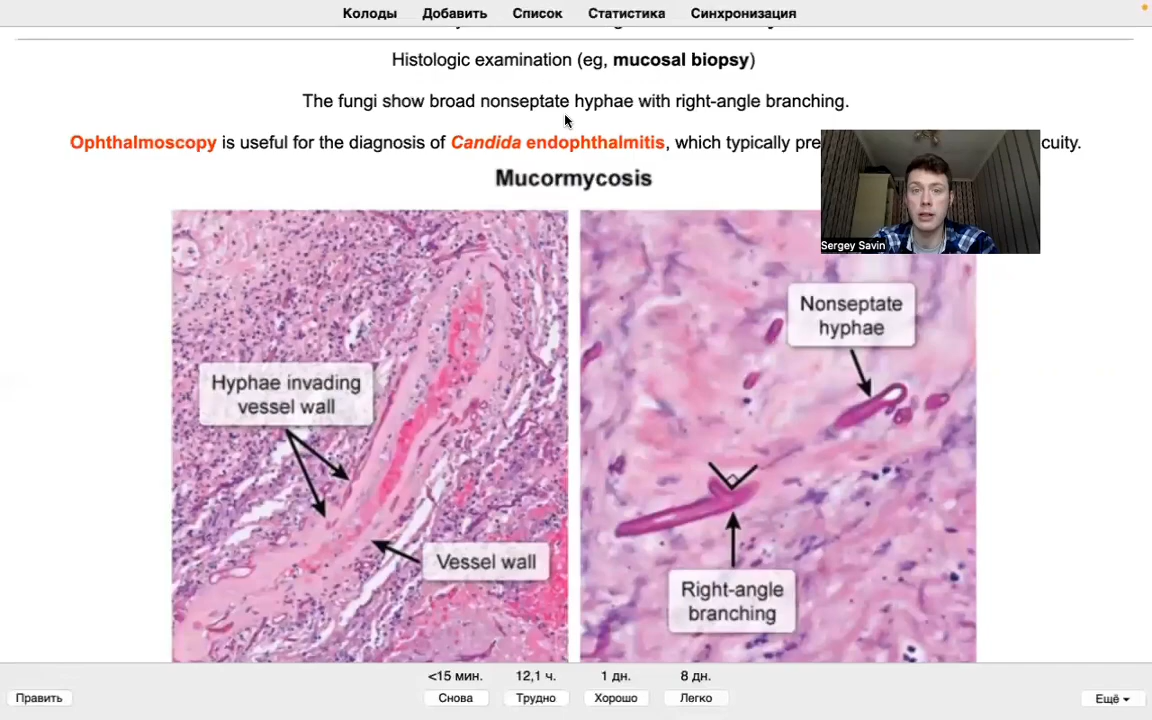 Колоды Добавить Список Статистика Синхронизация
Histologic examination (eg, mucosal biopsy)
The fungi show broad nonseptate hyphae with right-angle branching.
Ophthalmoscopy is useful for the diagnosis of Candida endophthalmitis, which typically pre cuity.
Mucormycosis
Sergey Savin
Nonseptate
hyphae
Hyphae invading
vessel wall
Vessel wall
Right-angle
branching
<15 мин. 12,1 ч. 1 дн. 8 дн.
Править Снова Трудно Хорошо Легко Ещё